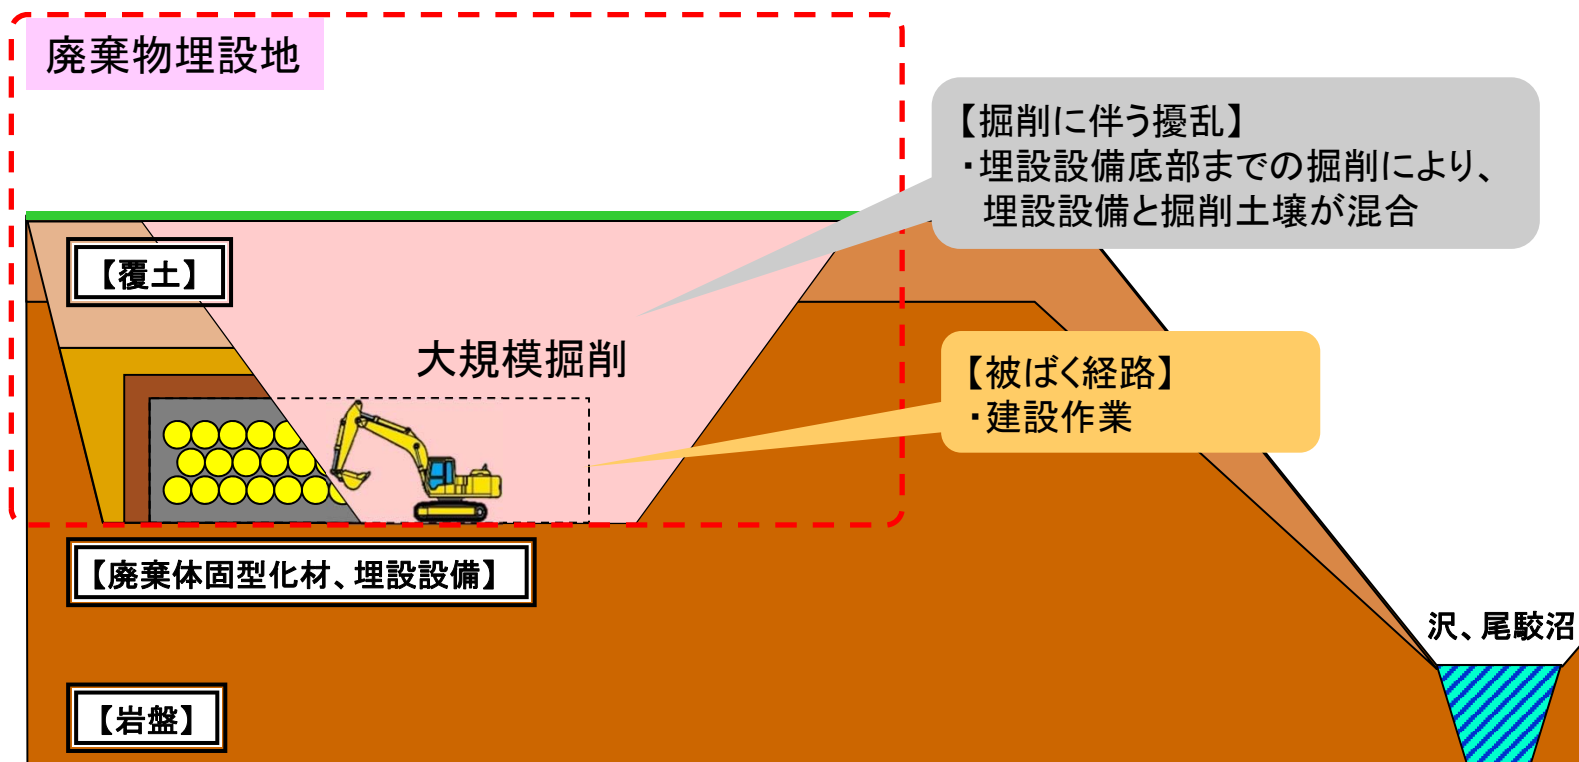 廃棄物埋設地
【掘削に伴う擾乱】
・埋設設備底部までの掘削により、
埋設設備と掘削土壌が混合
【覆土】
大規模掘削
【被ばく経路】
・建設作業
【廃棄体固型化材、埋設設備】
沢、尾駮沼
【岩盤】